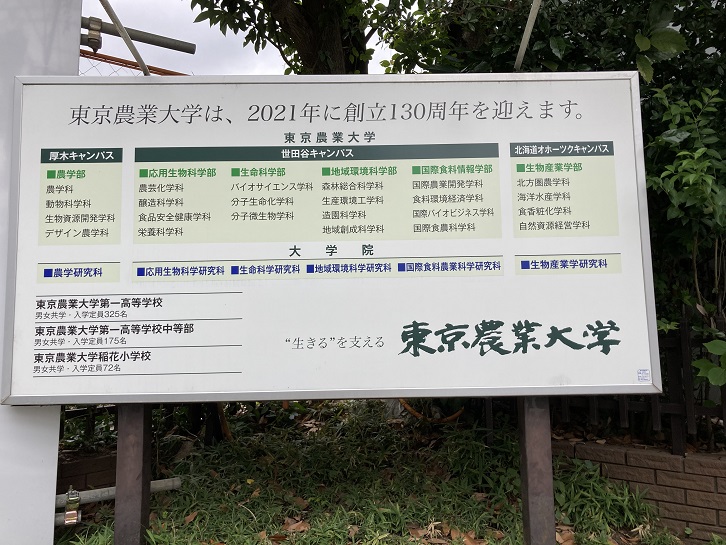 東京農業大学は、2021年に創立130周年を迎えます。
東京農業大学
厚木キャンパス
■農学部
農学科
動物科学科
生物資源開発学科
デザイン農学科
世田谷キャンパス
■応用生物科学部
農芸化学科
醸造科学科
食品安全健康学科
栄養科学科
■生命科学部
バイオサイエンス学科
分子生命化学科
分子微生物学科
■地域環境科学部
森林総合科学科
生産環境工学科
造園科学科
地域創成科学科
■国際食料情報学部
国際農業開発学科
食料環境経済学科
国際バイオビジネス学科
国際食農科学科
北海道オホーツクキャンパス
■生物産業学部
北方圏農学科
海洋水産学科
食香粧化学科
自然資源経営学科
大学院
■農学研究科
■応用生物科学研究科
■生命科学研究科
■地域環境科学研究科
■国際食料農業科学研究科
■生物産業学研究科
東京農業大学第一高等学校
男女共学・入学定員325名
東京農業大学第一高等学校中等部
男女共学・入学定員175名
東京農業大学稲花小学校
男女共学・入学定員72名
“生きる”を支える
東京農業大学